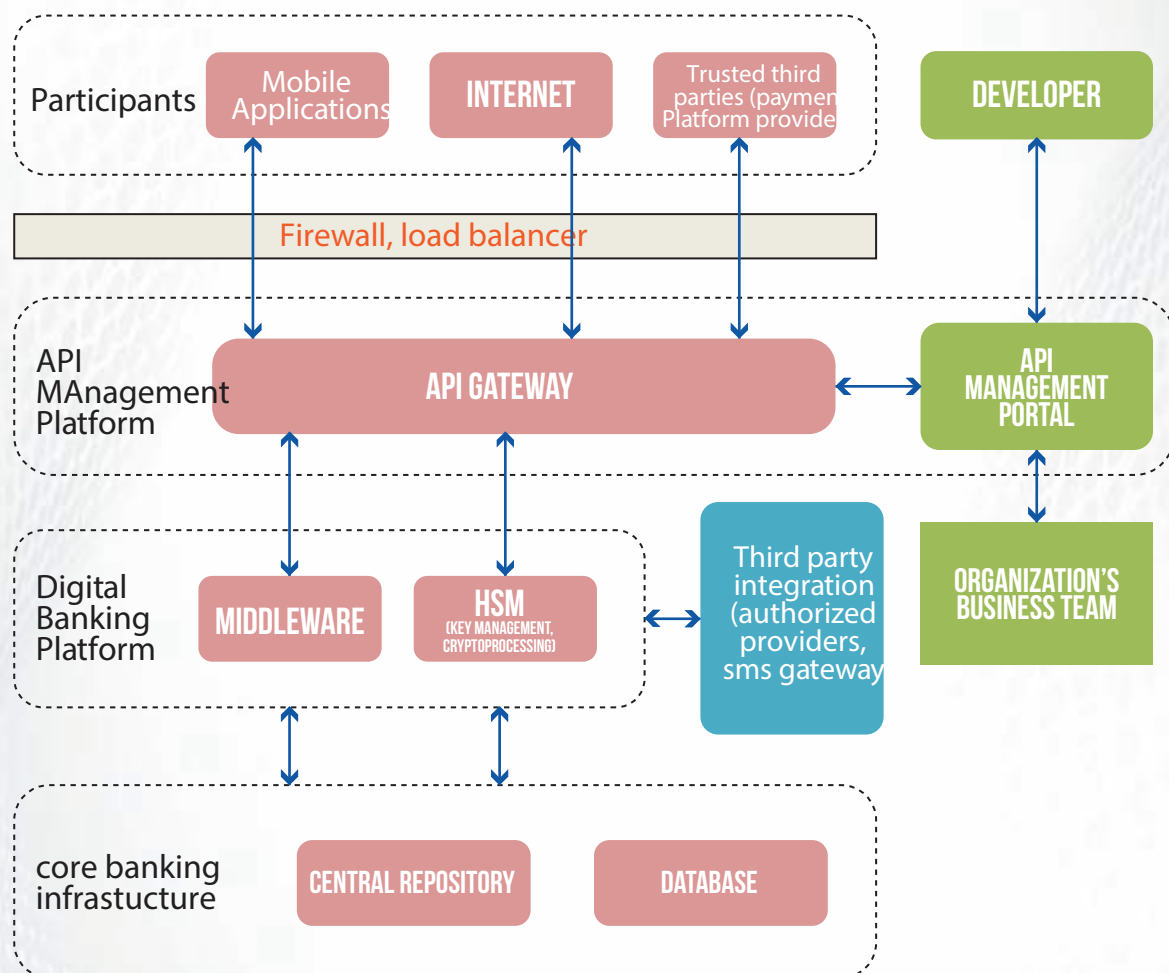 Participants
Mobile
Applications
INTERNET
Trusted third
parties (paymen
Platform provide
DEVELOPER
Firewall, load balancer
API
MAnagement
Platform
API GATEWAY
API
MANAGEMENT
PORTAL
Digital
Banking
Platform
MIDDLEWARE
HSM
(KEY MANAGEMENT,
CRYPTOPROCESSING)
Third party
integration
(authorized
providers,
sms gateway
ORGANIZATION'S
BUSINESS TEAM
core banking
infrastucture
CENTRAL REPOSITORY
DATABASE